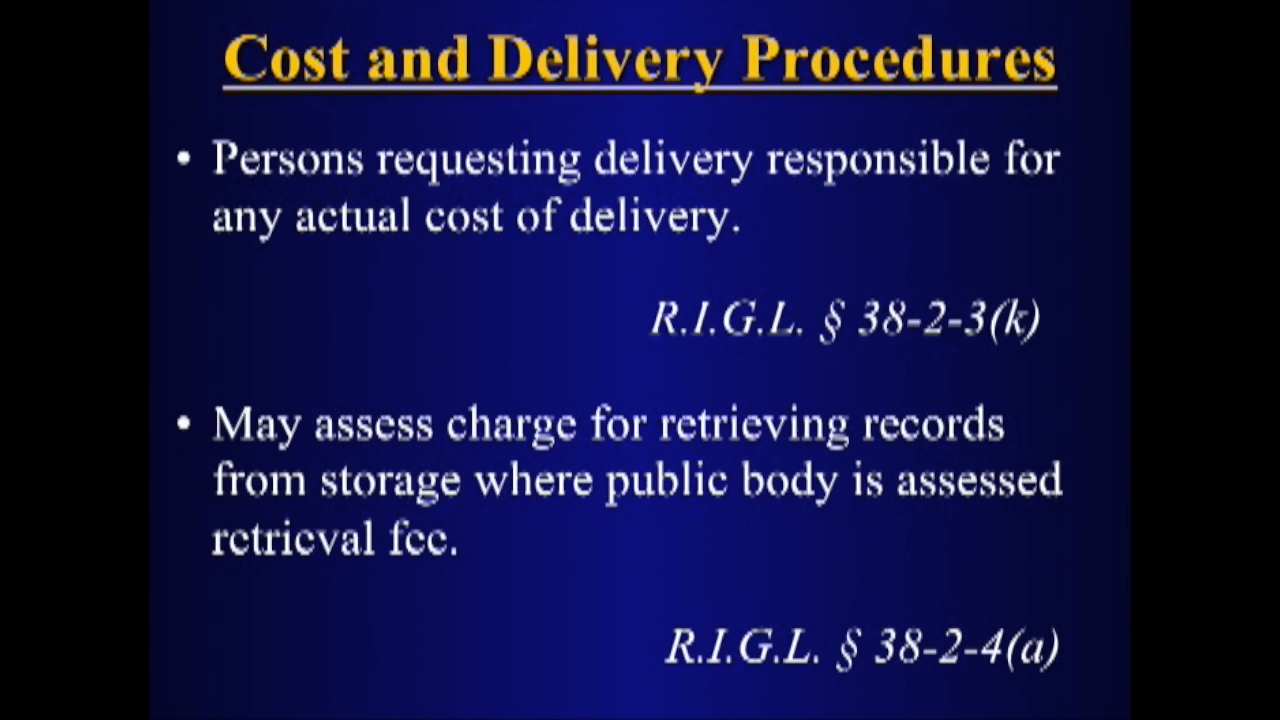 Cost and Delivery Procedures
• Persons requesting delivery responsible for
any actual cost of delivery.
R.I.G.L. § 38-2-3(k)
• May assess charge for retrieving records
from storage where public body is assessed
retrieval fee.
R.I.G.L. § 38-2-4(a)